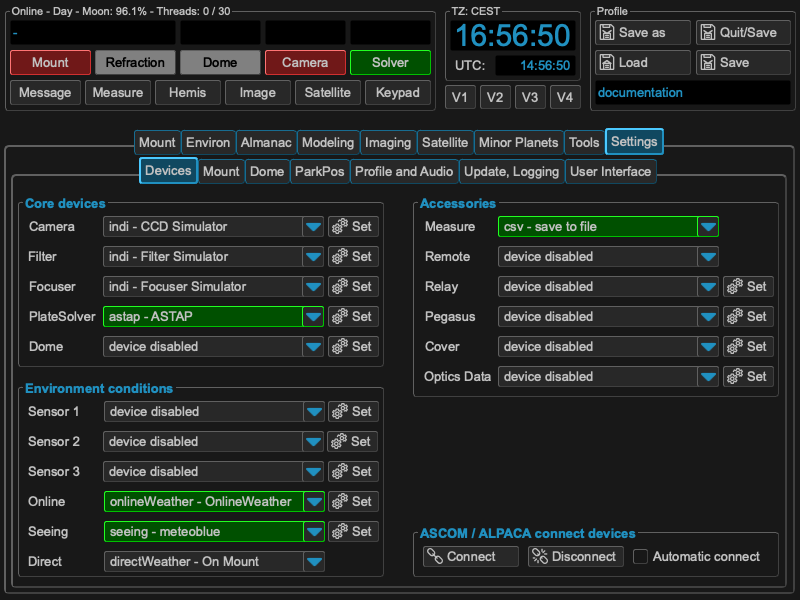 Online - Day - Moon: 96.1% - Threads: 0 / 30
TZ: CEST
Profile
-
16:56:50
UTC: 14:56:50
Save as
Quit/Save
Load
Save
documentation
Mount Refraction Dome Camera Solver
Message Measure Hemis Image Satellite Keypad
V1 V2 V3 V4
Mount Environ Almanac Modeling Imaging Satellite Minor Planets Tools Settings
Devices Mount Dome ParkPos Profile and Audio Update, Logging User Interface
Core devices
Camera indi - CCD Simulator Set
Filter indi - Filter Simulator Set
Focuser indi - Focuser Simulator Set
PlateSolver astap - ASTAP Set
Dome device disabled Set
Environment conditions
Sensor 1 device disabled Set
Sensor 2 device disabled Set
Sensor 3 device disabled Set
Online onlineWeather - OnlineWeather Set
Seeing seeing - meteoblue Set
Direct directWeather - On Mount
Accessories
Measure csv - save to file
Remote device disabled
Relay device disabled Set
Pegasus device disabled Set
Cover device disabled Set
Optics Data device disabled Set
ASCOM / ALPACA connect devices
Connect Disconnect Automatic connect